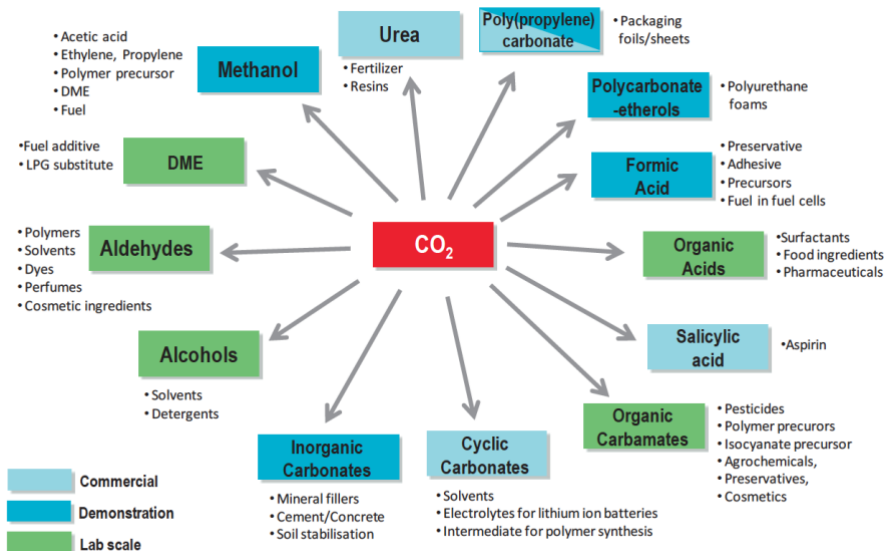 Urea
• Fertilizer
• Resins
Poly(propylene)
carbonate
• Packaging
foils/sheets
Methanol
• Acetic acid
• Ethylene, Propylene
• Polymer precursor
• DME
• Fuel
Polycarbonate
-etherols
• Polyurethane
foams
DME
•Fuel additive
• LPG substitute
Formic
Acid
• Preservative
• Adhesive
• Precursors
• Fuel in fuel cells
CO₂
Aldehydes
• Polymers
• Solvents
• Dyes
• Perfumes
• Cosmetic ingredients
Organic
Acids
•Surfactants
• Food ingredients
• Pharmaceuticals
Alcohols
• Solvents
• Detergents
Salicylic
acid
•Aspirin
Inorganic
Carbonates
• Mineral fillers
• Cement/Concrete
• Soil stabilisation
Cyclic
Carbonates
• Solvents
• Electrolytes for lithium ion batteries
• Intermediate for polymer synthesis
Organic
Carbamates
• Pesticides
• Polymer precurors
• Isocyanate precursor
• Agrochemicals,
• Preservatives,
• Cosmetics
Commercial
Demonstration
Lab scale